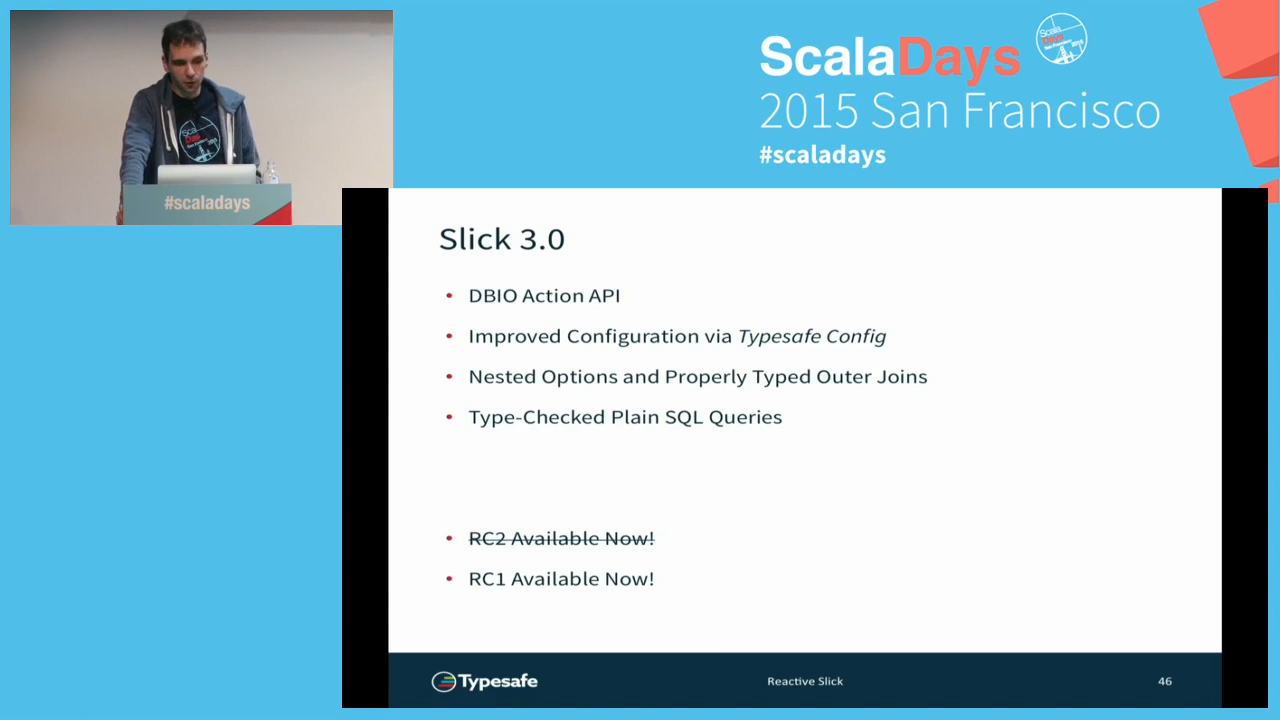 ScalaDays
2015 San Francisco
#scaladays
Scala
Days
#scaladays
Slick 3.0
• DBIO Action API
• Improved Configuration via Typesafe Config
• Nested Options and Properly Typed Outer Joins
• Type-Checked Plain SQL Queries
• RC2 Available Now!
• RC1 Available Now!
Typesafe
Reactive Slick
46